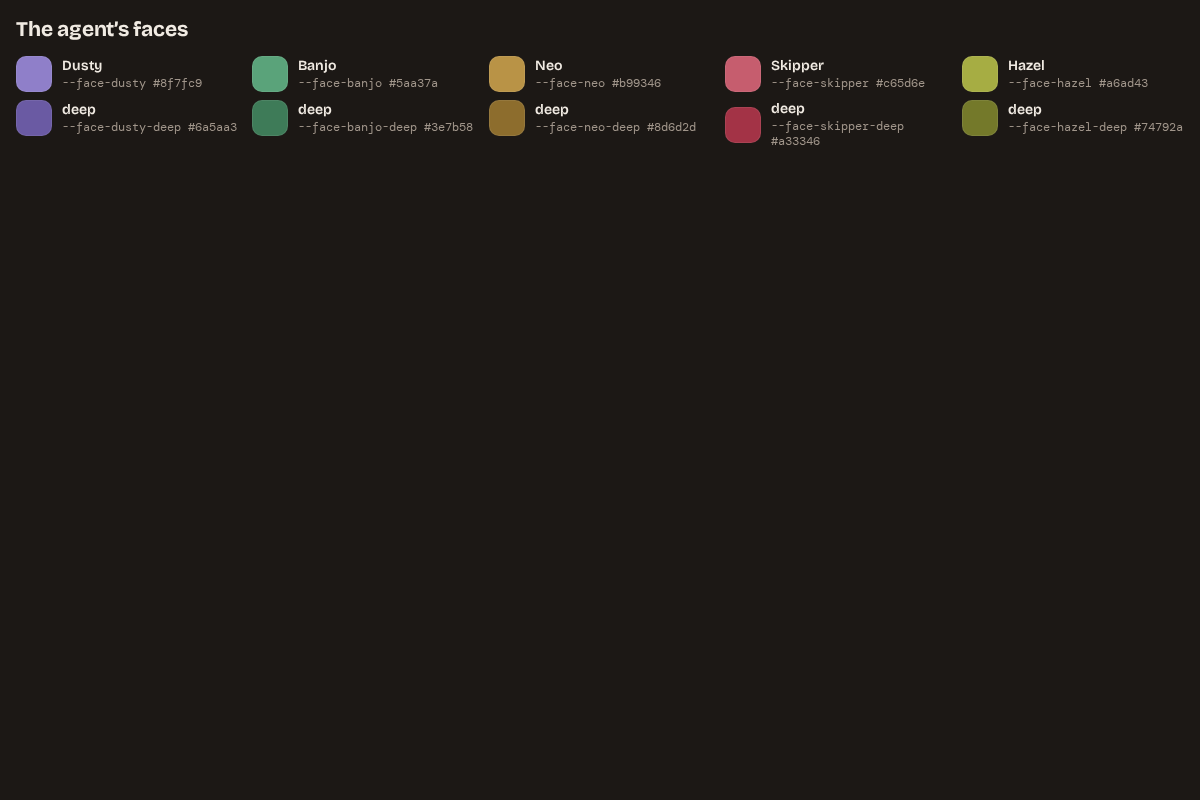 The agent's faces
Dusty
--face-dusty #8f7fc9
deep
--face-dusty-deep #6a5aa3
Banjo
--face-banjo #5aa37a
deep
--face-banjo-deep #3e7b58
Neo
--face-neo #b99346
deep
--face-neo-deep #8d6d2d
Skipper
--face-skipper #c65d6e
deep
--face-skipper-deep
#a33346
Hazel
--face-hazel #a6ad43
deep
--face-hazel-deep #74792a